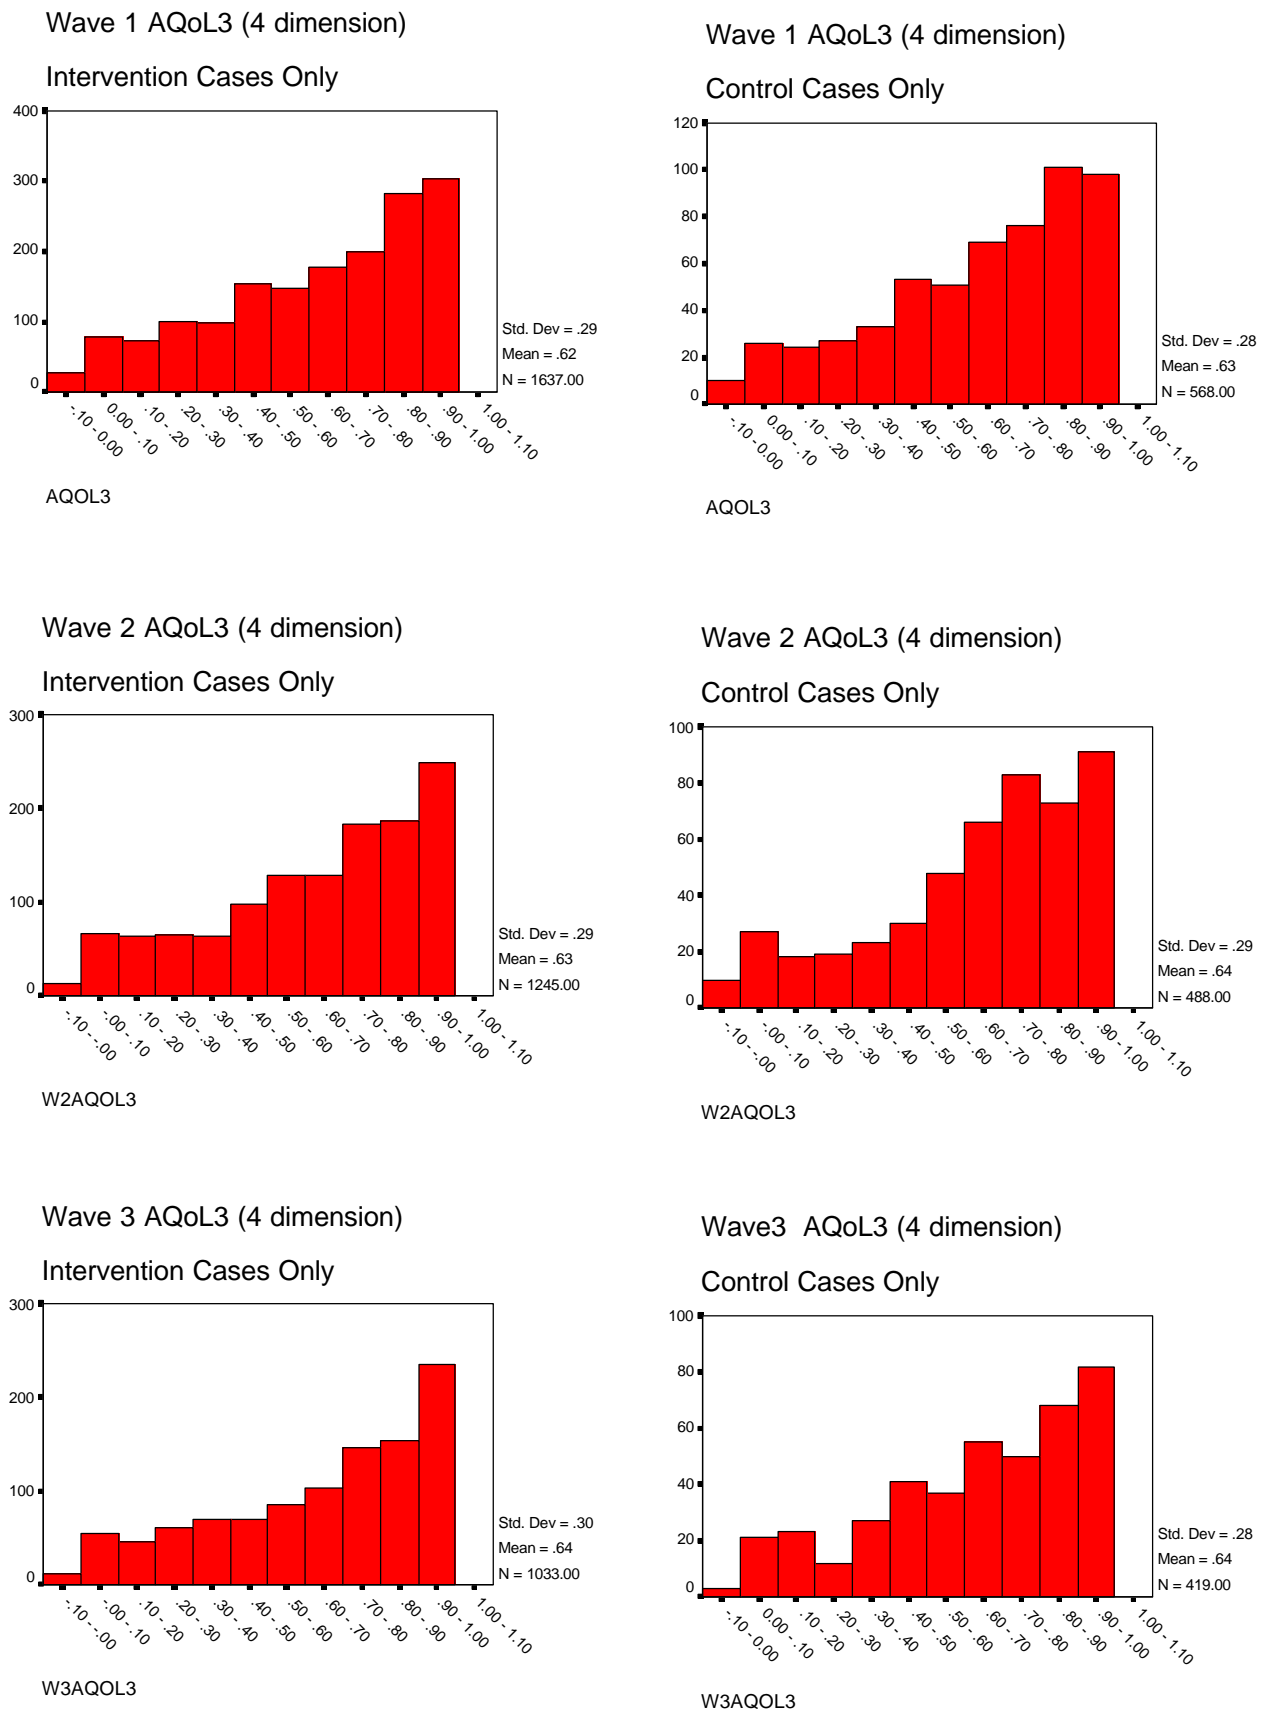 Wave 1 AQoL3 (4 dimension)
Intervention Cases Only
400
300
200
100
0
Std. Dev = .29
Mean = .62
N = 1637.00
-.10 - 0.00
0.00 - .10
.10 - .20
.20 - .30
.30 - .40
.40 - .50
.50 - .60
.60 - .70
.70 - .80
.80 - .90
.90 - 1.00
1.00 - 1.10
AQOL3
Wave 1 AQoL3 (4 dimension)
Control Cases Only
120
100
80
60
40
20
0
Std. Dev = .28
Mean = .63
N = 568.00
-.10 - 0.00
0.00 - .10
.10 - .20
.20 - .30
.30 - .40
.40 - .50
.50 - .60
.60 - .70
.70 - .80
.80 - .90
.90 - 1.00
1.00 - 1.10
AQOL3
Wave 2 AQoL3 (4 dimension)
Intervention Cases Only
300
200
100
0
Std. Dev = .29
Mean = .63
N = 1245.00
-.10 - -.00
-.00 - .10
.10 - .20
.20 - .30
.30 - .40
.40 - .50
.50 - .60
.60 - .70
.70 - .80
.80 - .90
.90 - 1.00
1.00 - 1.10
W2AQOL3
Wave 2 AQoL3 (4 dimension)
Control Cases Only
100
80
60
40
20
0
Std. Dev = .29
Mean = .64
N = 488.00
-.10 - -.00
-.00 - .10
.10 - .20
.20 - .30
.30 - .40
.40 - .50
.50 - .60
.60 - .70
.70 - .80
.80 - .90
.90 - 1.00
1.00 - 1.10
W2AQOL3
Wave 3 AQoL3 (4 dimension)
Intervention Cases Only
300
200
100
0
Std. Dev = .30
Mean = .64
N = 1033.00
-.10 - -.00
-.00 - .10
.10 - .20
.20 - .30
.30 - .40
.40 - .50
.50 - .60
.60 - .70
.70 - .80
.80 - .90
.90 - 1.00
1.00 - 1.10
W3AQOL3
Wave3  AQoL3 (4 dimension)
Control Cases Only
100
80
60
40
20
0
Std. Dev = .28
Mean = .64
N = 419.00
-.10 - 0.00
0.00 - .10
.10 - .20
.20 - .30
.30 - .40
.40 - .50
.50 - .60
.60 - .70
.70 - .80
.80 - .90
.90 - 1.00
1.00 - 1.10
W3AQOL3